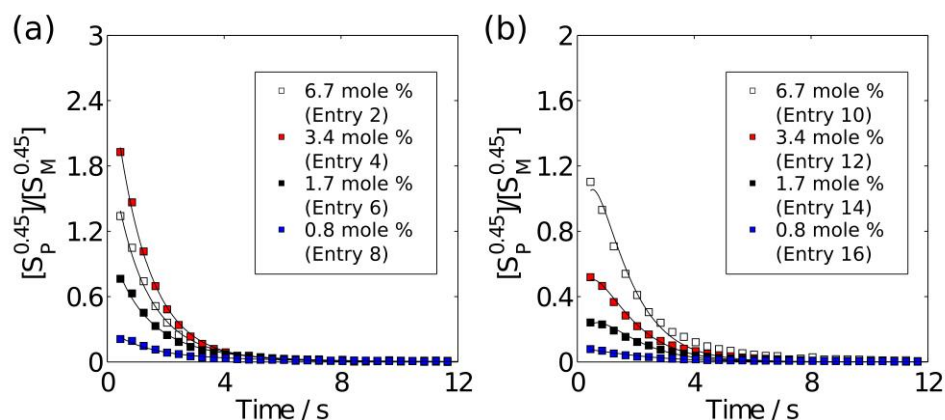 (a)
3
2.4
1.8
1.2
0.6
0
[S_P^0.45]/[S_M^0.45]
6.7 mole %
(Entry 2)
3.4 mole %
(Entry 4)
1.7 mole %
(Entry 6)
0.8 mole %
(Entry 8)
0 4 8 12
Time / s
(b)
2
1.6
1.2
0.8
0.4
0
[S_P^0.45]/[S_M^0.45]
6.7 mole %
(Entry 10)
3.4 mole %
(Entry 12)
1.7 mole %
(Entry 14)
0.8 mole %
(Entry 16)
0 4 8 12
Time / s